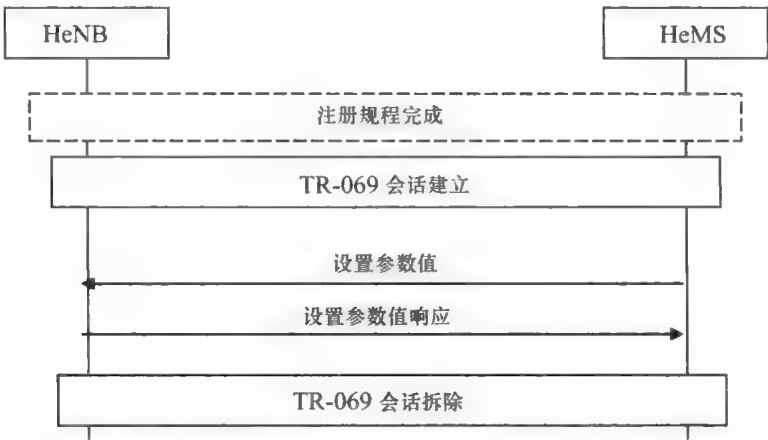 HeNB
HeMS
注册规程完成
TR-069 会话建立
设置参数值
设置参数值响应
TR-069 会话拆除